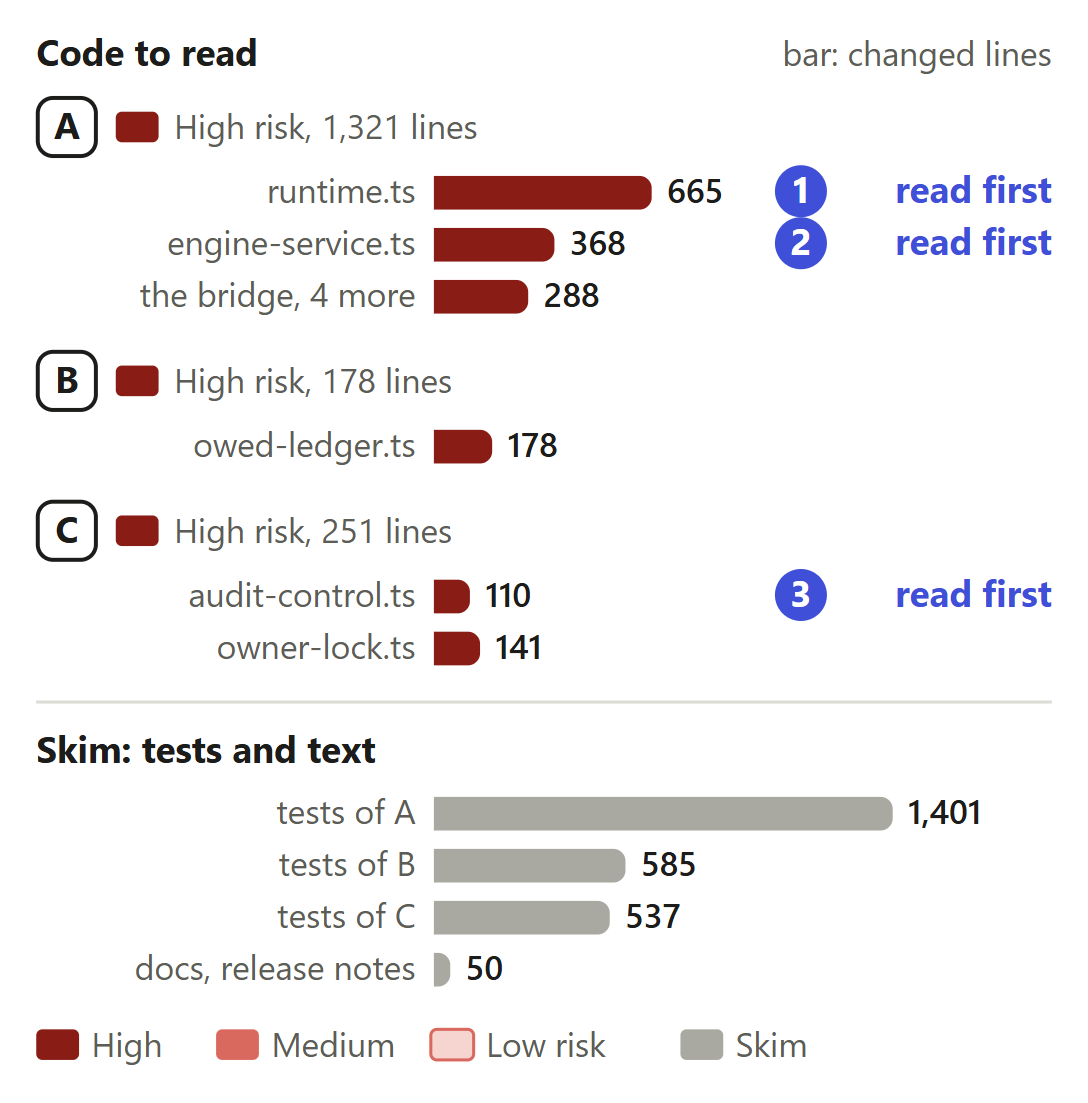 Code to read bar: changed lines
A High risk, 1,321 lines
runtime.ts 665 1 read first
engine-service.ts 368 2 read first
the bridge, 4 more 288
B High risk, 178 lines
owed-ledger.ts 178
C High risk, 251 lines
audit-control.ts 110 3 read first
owner-lock.ts 141
Skim: tests and text
tests of A 1,401
tests of B 585
tests of C 537
docs, release notes 50
High Medium Low risk Skim